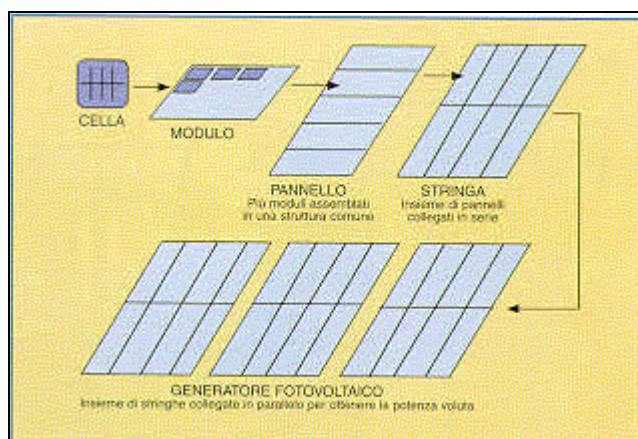 CELLA
MODULO
PANNELLO
Più moduli assemblati
in una struttura comune
STRINGA
Insieme di pannelli
collegati in serie
GENERATORE FOTOVOLTAICO
Insieme di stringhe collegato in parallelo per ottenere la potenza voluta